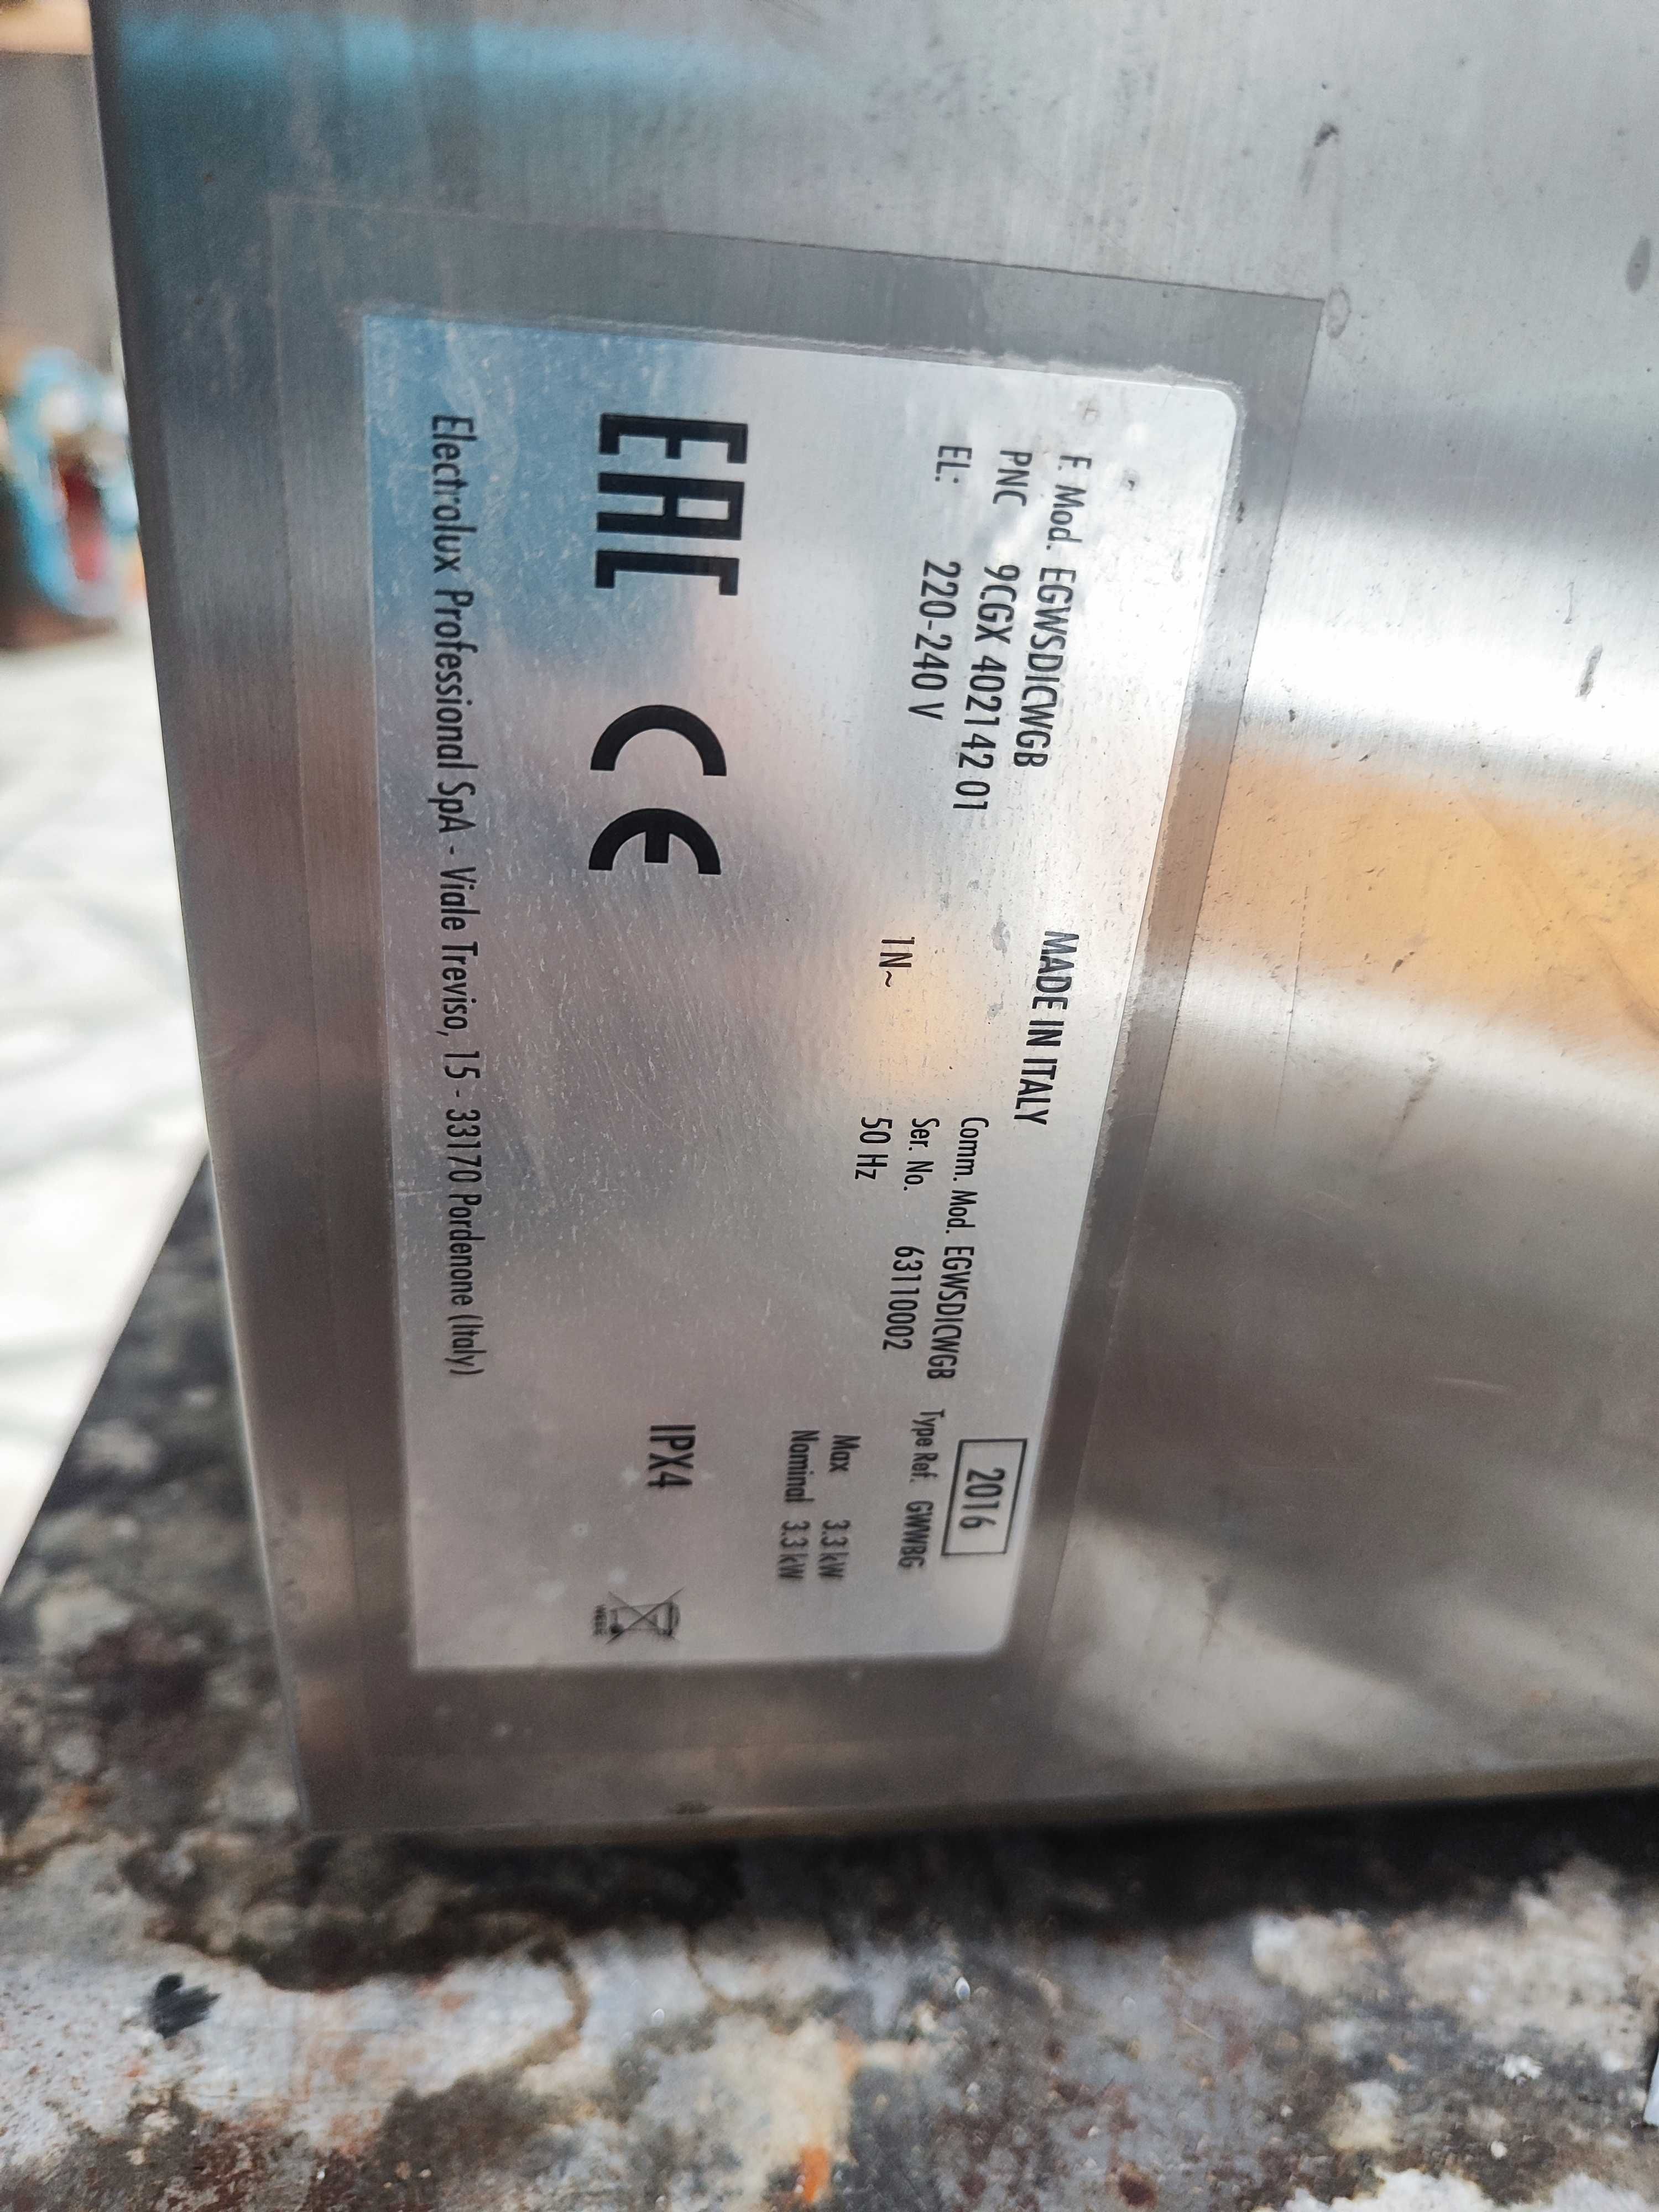 MADE IN ITALY
2016
F. Mod. EGWSDICWGB
Comm. Mod. EGWSDICWGB
Type Ref. GWWBG
PNC 9CGX 402142 01
Ser. No. 63110002
EL: 220-240 V 1N~ 50 Hz
Max 3.3 kW
Nominal 3.3 kW
EAC CE
IPX4
WEEE
Electrolux Professional SpA - Viale Treviso, 15 - 33170 Pordenone (Italy)